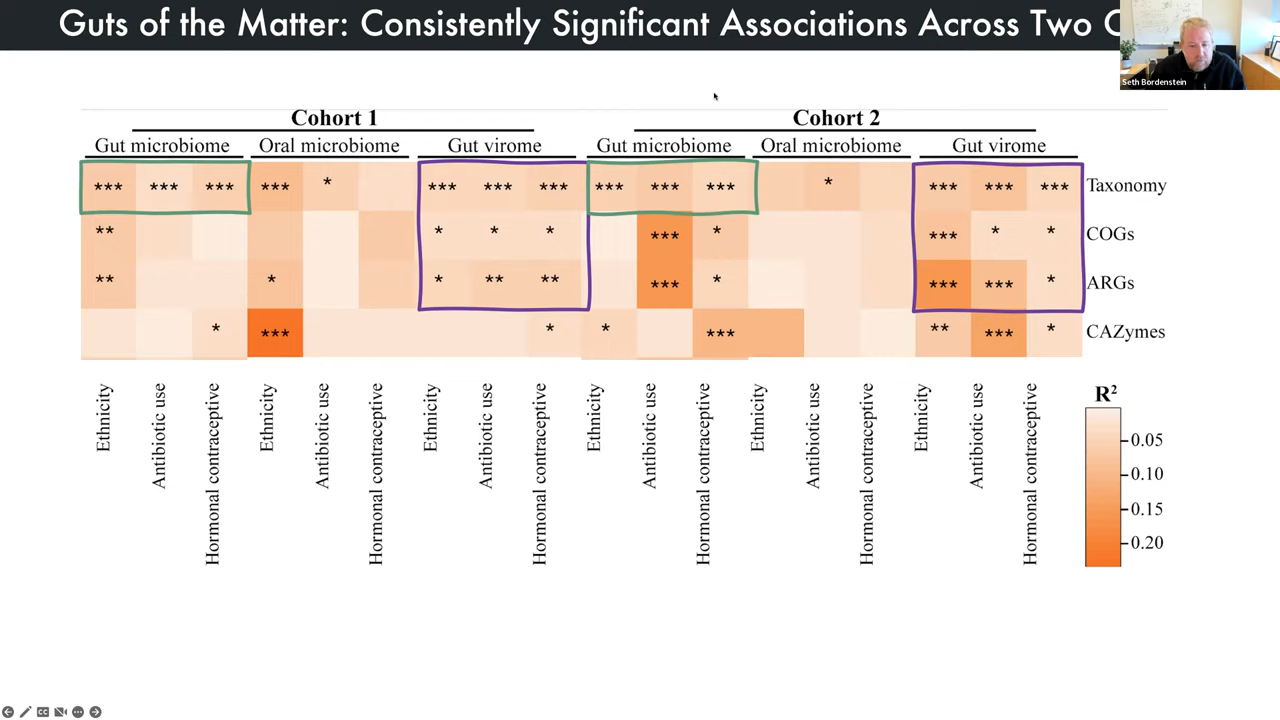 Guts of the Matter: Consistently Significant Associations Across Two
Seth Bordenstein
Cohort 1 Cohort 2
Gut microbiome Oral microbiome Gut virome Gut microbiome Oral microbiome Gut virome
*** *** *** *** * *** *** *** *** *** *** * *** *** *** Taxonomy
** * * * *** * *** * * COGs
** * * ** ** *** * *** *** * ARGs
* *** * * *** ** *** * CAZymes
Ethnicity Antibiotic use Hormonal contraceptive Ethnicity Antibiotic use Hormonal contraceptive Ethnicity Antibiotic use Hormonal contraceptive Ethnicity Antibiotic use Hormonal contraceptive Ethnicity Antibiotic use Hormonal contraceptive Ethnicity Antibiotic use Hormonal contraceptive
R²
0.05
0.10
0.15
0.20